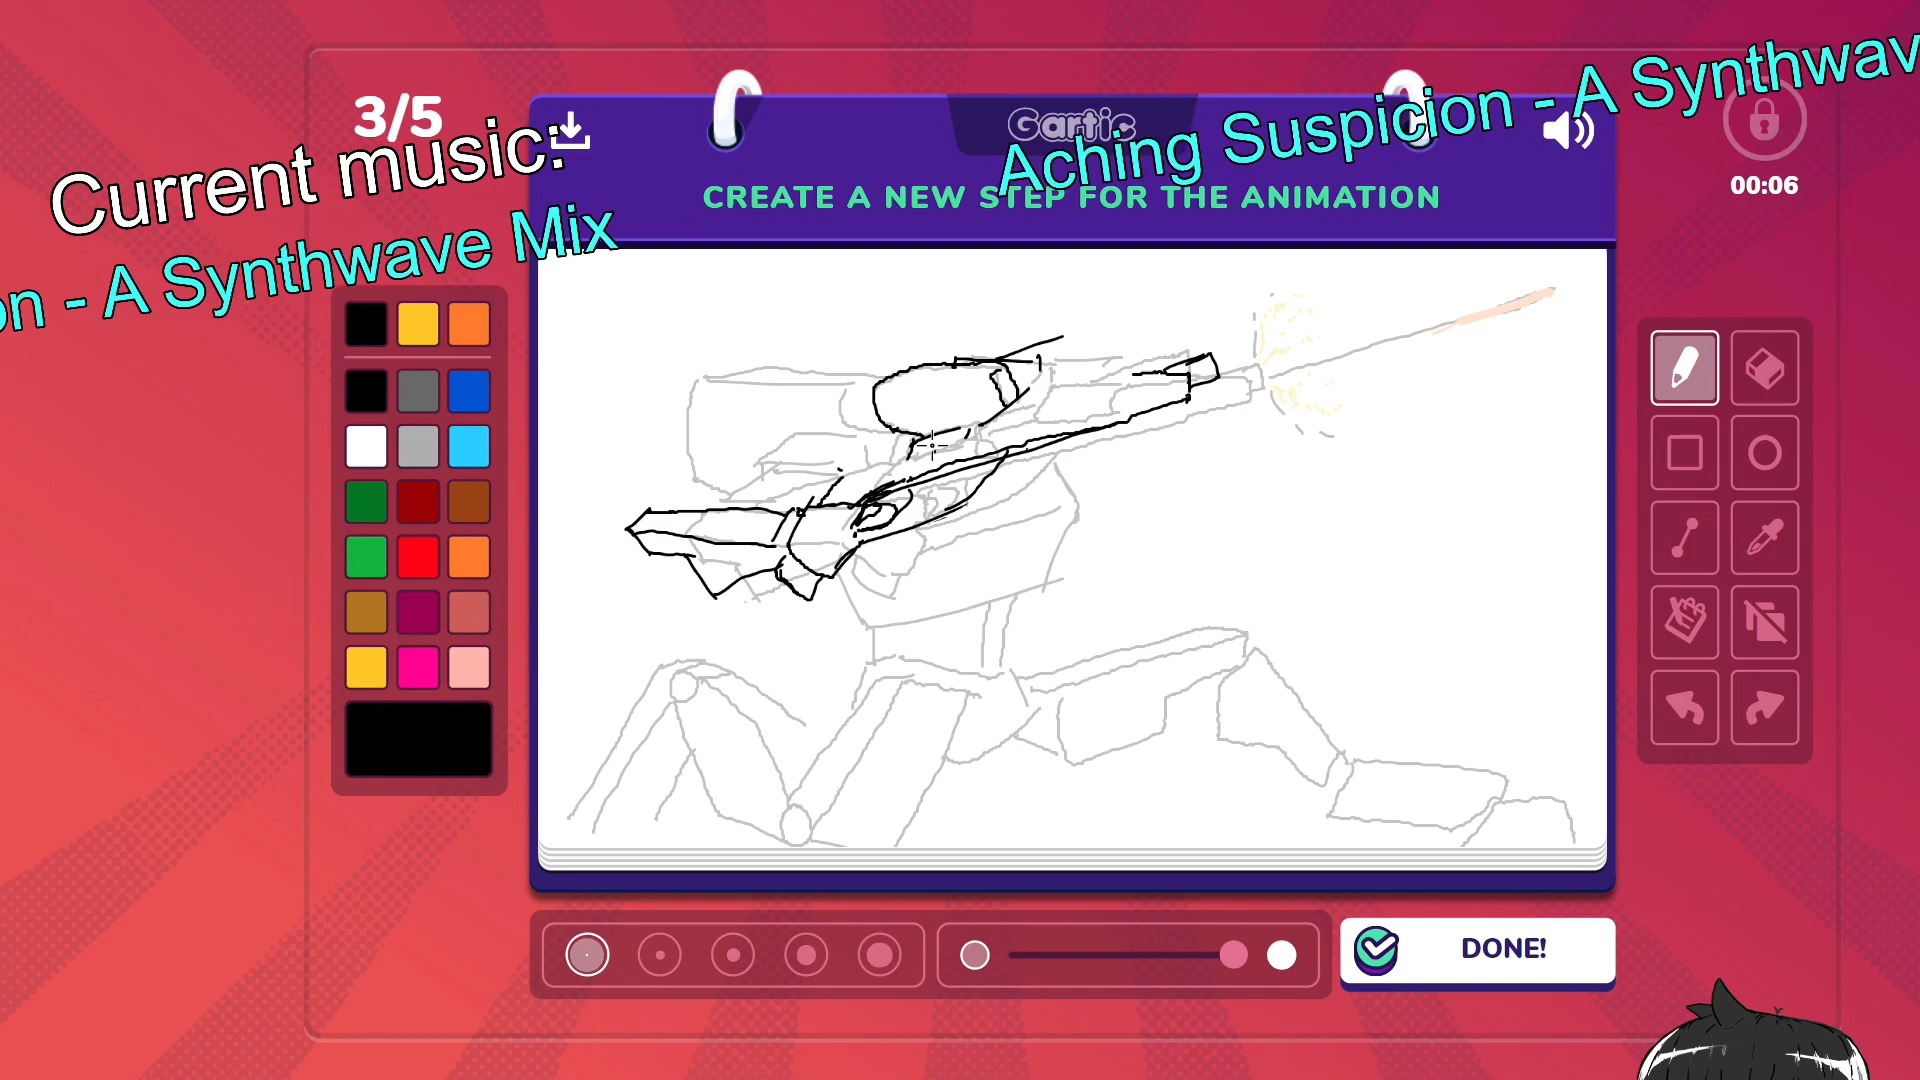 3/5
Current music:
on - A Synthwave Mix
Gartic
Aching Suspicion - A Synthwav
CREATE A NEW STEP FOR THE ANIMATION
00:06
DONE!